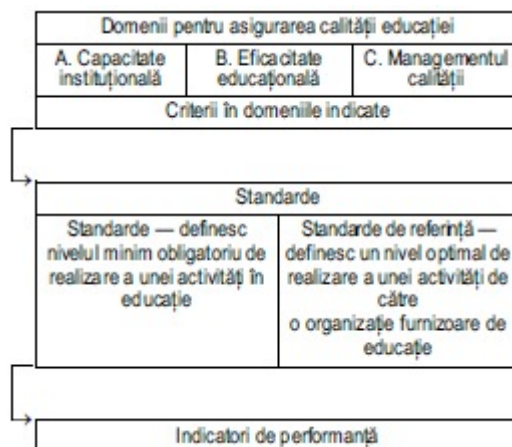 Domenii pentru asigurarea calității educației
A. Capacitate
instituțională
B. Eficacitate
educațională
C. Managementul
calității
Criterii în domeniile indicate
Standarde
Standarde — definesc
nivelul minim obligatoriu de
realizare a unei activități în
educație
Standarde de referință —
definesc un nivel optimal de
realizare a unei activități de
către
o organizație furnizoare de
educație
Indicatori de performanță